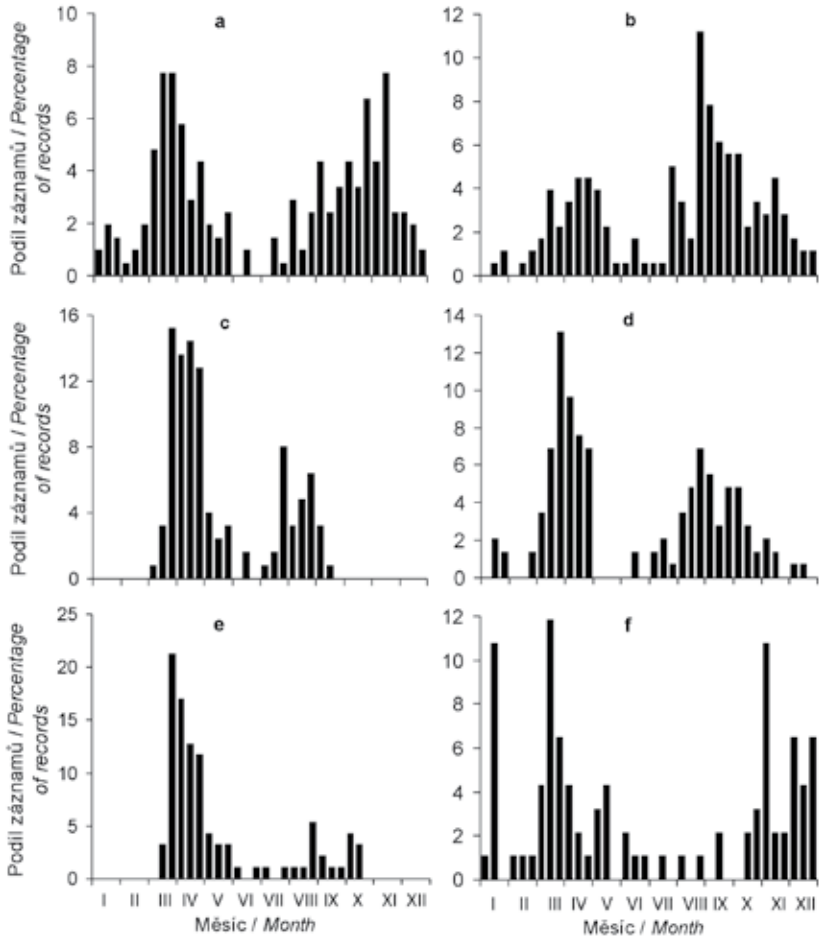 a
b
Podíl záznamů / Percentage
of records
10
8
6
4
2
0
12
10
8
6
4
2
0
c
d
Podíl záznamů / Percentage
of records
16
12
8
4
0
14
12
10
8
6
4
2
0
e
f
Podíl záznamů / Percentage
of records
25
20
15
10
5
0
12
10
8
6
4
2
0
I II III IV V VI VII VIII IX X XI XII
I II III IV V VI VII VIII IX X XI XII
Měsíc / Month
Měsíc / Month